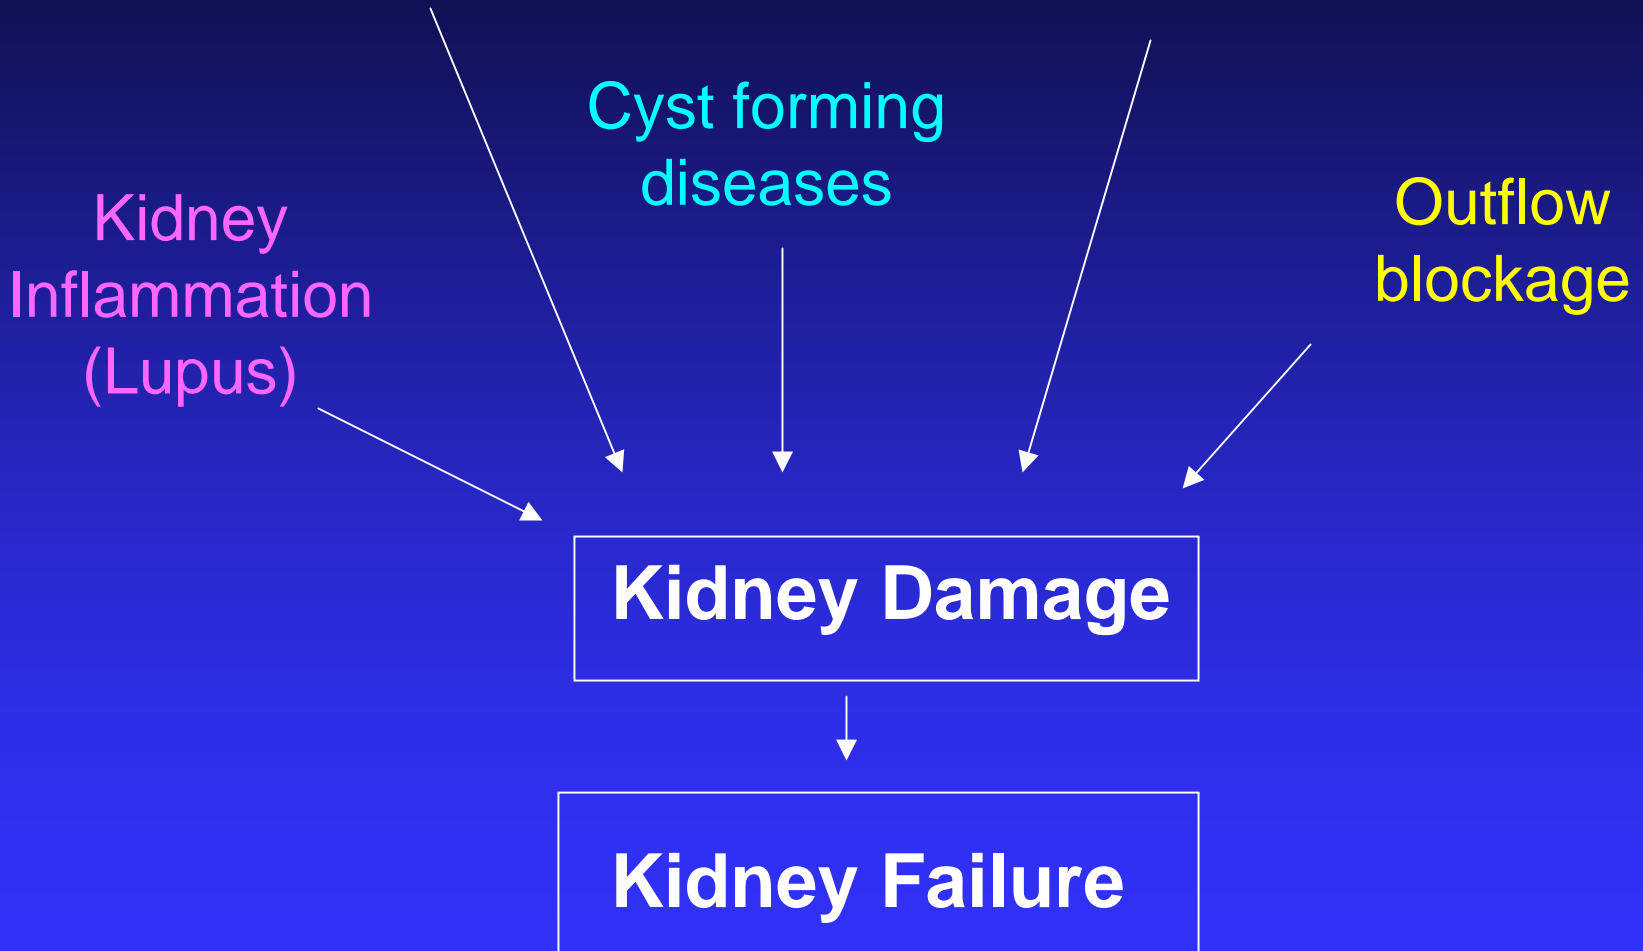 Cyst forming
diseases
Kidney
Inflammation
(Lupus)
Outflow
blockage
Kidney Damage
Kidney Failure